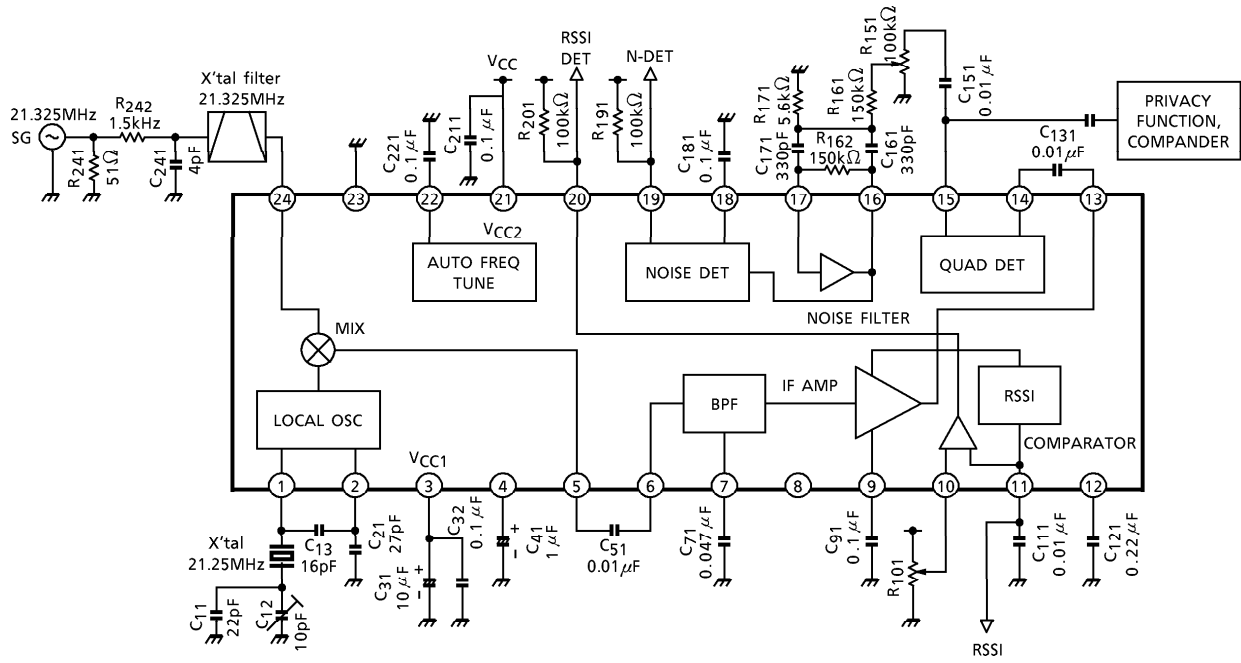 21.325MHz
SG
R241
51Ω
R242
1.5kHz
C241
4pF
X'tal filter
21.325MHz
C221
0.1μF
VCC
C211
0.1μF
R201
100kΩ
RSSI
DET
R191
100kΩ
N-DET
C181
0.1μF
R171
5.6kΩ
C171
330pF
R161
150kΩ
R162
150kΩ
C161
330pF
R151
100kΩ
C151
0.01μF
C131
0.01μF
PRIVACY
FUNCTION,
COMPANDER
24
23
22
21
20
19
18
17
16
15
14
13
VCC2
AUTO FREQ
TUNE
NOISE DET
QUAD DET
NOISE FILTER
MIX
LOCAL OSC
BPF
IF AMP
RSSI
COMPARATOR
VCC1
1
2
3
4
5
6
7
8
9
10
11
12
X'tal
21.25MHz
C13
16pF
C21
27pF
C11
22pF
C12
10pF
C31
10μF
+
-
C32
0.1μF
+
-
C41
1μF
C51
0.01μF
C71
0.047μF
C91
0.1μF
R101
RSSI
C111
0.01μF
C121
0.22μF